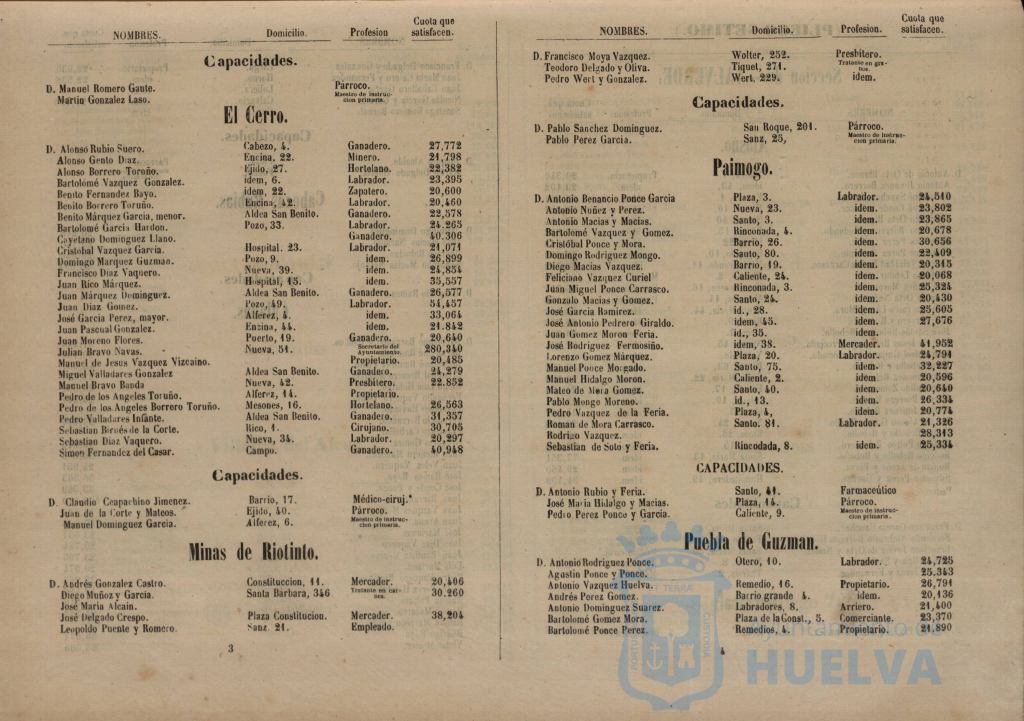 NOMBRES. Domicilio. Profesion Cuota que satisfacen.
Capacidades.
D. Manuel Romero Gante. Párroco.
Martin Gonzalez Laso. Maestro de instruccion primaria.
El Cerro.
D. Alonso Rubio Suero. Cabezo, 4. Ganadero. 27,772
Alonso Gento Diaz. Encina, 22. Minero. 21,798
Alonso Borrero Toruño. Ejido, 27. Hortelano. 22,382
Bartolomé Vazquez Gonzalez. idem, 6. Labrador. 23,395
Benito Fernandez Bayo. idem, 22. Zapatero. 20,600
Benito Borrero Toruño. Encina, 42. Labrador. 20,460
Benito Márquez Garcia, menor. Aldea San Benito. Ganadero. 22,578
Bartolomé Garcia Hardon. Pozo, 33. Labrador. 24.265
Cayetano Dominguez Llano. Ganadero. 40.306
Cristobal Vazquez Garcia. Hospital. 23. Labrador. 21,071
Domingo Marquez Guzman. Pozo, 9. idem. 26,899
Francisco Diaz Vaquero. Nueva, 39. idem. 24,854
Juan Rico Márquez. Hospital, 15. idem. 35,557
Juan Márquez Dominguez. Aldea San Benito. Ganadero. 26,577
Juan Diaz Gomez. Pozo, 49. Labrador. 51,457
José Garcia Perez, mayor. Alferez, 4. idem. 33,064
Juan Pascual Gonzalez. Encina, 44. idem. 21.842
Juan Moreno Flores. Puerto, 19. Ganadero. 20,640
Julian Bravo Navas. Nueva, 51. Secretario del Ayuntamiento. 280,340
Manuel de Jesus Vazquez Vizcaino. Propietario. 20,485
Miguel Valladares Gonzalez Aldea San Benito. Ganadero. 24,279
Manuel Bravo Banda Nueva, 42. Presbítero. 22.852
Pedro de los Angeles Toruño. Alferez, 14. Propietario.
Pedro de los Angeles Borrero Toruño. Mesones, 16. Hortelano. 26,563
Pedro Valladares Infante. Aldea San Benito. Ganadero. 31,357
Sebastian Birués de la Corte. Rico, 1. Cirujano. 30,705
Sebastian Diaz Vaquero. Nueva, 34. Labrador. 20,297
Simon Fernandez del Casar. Campo. Ganadero. 40,948
Capacidades.
D. Claudio Ceapachino Jimenez. Barrio, 17. Médico-ciruj.*
Juan de la Corte y Mateos. Ejido, 40. Párroco.
Manuel Dominguez Garcia. Alferez, 6. Maestro de instruccion primaria.
Minas de Riotinto.
D. Andrés Gonzalez Castro. Constitucion, 11. Mercader. 20,406
Diego Muñoz y Garcia. Santa Bárbara, 346 Tratante en carnes. 30.260
José Maria Alcain.
José Delgado Crespo. Plaza Constitucion. Mercader. 38,204
Leopoldo Puente y Romero. Sanz. 21. Empleado.
3
NOMBRES. Domicilio. Profesion. Cuota que satisfacen.
D. Francisco Moya Vazquez. Wolter, 252. Presbítero.
Teodoro Delgado y Oliva. Tiquet, 271. Tratante en granos.
Pedro Wert y Gonzalez. Wert, 229. idem.
Capacidades.
D. Pablo Sanchez Dominguez. San Roque, 201. Párroco.
Pablo Perez Garcia. Sanz, 25, Maestro de instruccion primaria.
Paimogo.
D. Antonio Benancio Ponce Garcia Plaza, 3. Labrador. 24,510
Antonio Nuñez y Perez. Nueva, 23. idem. 23,802
Antonio Macias y Macias. Santo, 3. idem. 23,865
Bartolomé Vazquez y Gomez. Rinconada, 4. idem. 20,678
Cristóbal Ponce y Mora. Barrio, 26. idem. 30,656
Domingo Rodriguez Mongo. Santo, 80. idem. 22,409
Diego Macias Vazquez. Barrio, 19. idem. 20,315
Feliciano Vazquez Curiel Caliente, 24. idem. 20,068
Juan Miguel Ponce Carrasco. Rinconada, 3. idem. 25,324
Gonzalo Macias y Gomez. Santo, 24. idem. 20,430
José Garcia Ramirez. id., 28. idem. 25,605
José Antonio Pedrero Giraldo. idem, 45. idem. 27,676
Juan Gomez Moron Feria. id., 35. idem.
José Rodriguez Fermosiño. idem, 38. Mercader. 41,952
Lorenzo Gomez Márquez. Plaza, 20. Labrador. 24,794
Manuel Ponce Morgado. Santo, 75. idem. 32,227
Manuel Hidalgo Moron. Caliente, 2. idem. 20,596
Mateo de Mora Gomez. Santo, 40. idem. 20,640
Pablo Mongo Moreno. id., 13. idem. 26,334
Pedro Vazquez de la Feria. Plaza, 4, idem. 20,774
Roman de Mora Carrasco. Santo. 81. Labrador. 21,326
Rodrigo Vazquez. 28,313
Sebastian de Soto y Feria. Rincodada, 8. idem. 25,334
CAPACIDADES.
D. Antonio Rubio y Feria. Santo, 41. Farmaceútico
José Maria Hidalgo y Macias. Plaza, 14. Párroco.
Pedro Perez Ponce y Garcia. Caliente, 9. Maestro de instruccion primaria.
Puebla de Guzman.
D. Antonio Rodriguez Ponce. Otero, 10. Labrador. 24,725
Agustin Ponce y Ponce. 25.343
Antonio Vazquez Huelva. Remedio, 16. Propietario. 26,791
Andrés Perez Gomez. Barrio grande 4. idem. 20,136
Antonio Dominguez Suarez. Labradores, 8. Arriero. 21,400
Bartolomé Gomez Mora. Plaza de la Const., 5. Comerciante. 23,370
Bartolomé Ponce Perez. Remedios, 4. Propietario. 21.890
4
HUELVA